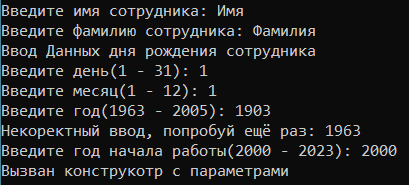 Введите имя сотрудника: Имя
Введите фамилию сотрудника: Фамилия
Ввод Данных дня рождения сотрудника
Введите день(1 - 31): 1
Введите месяц(1 - 12): 1
Введите год(1963 - 2005): 1903
Некоректный ввод, попробуй ещё раз: 1963
Введите год начала работы(2000 - 2023): 2000
Вызван конструкотр с параметрами